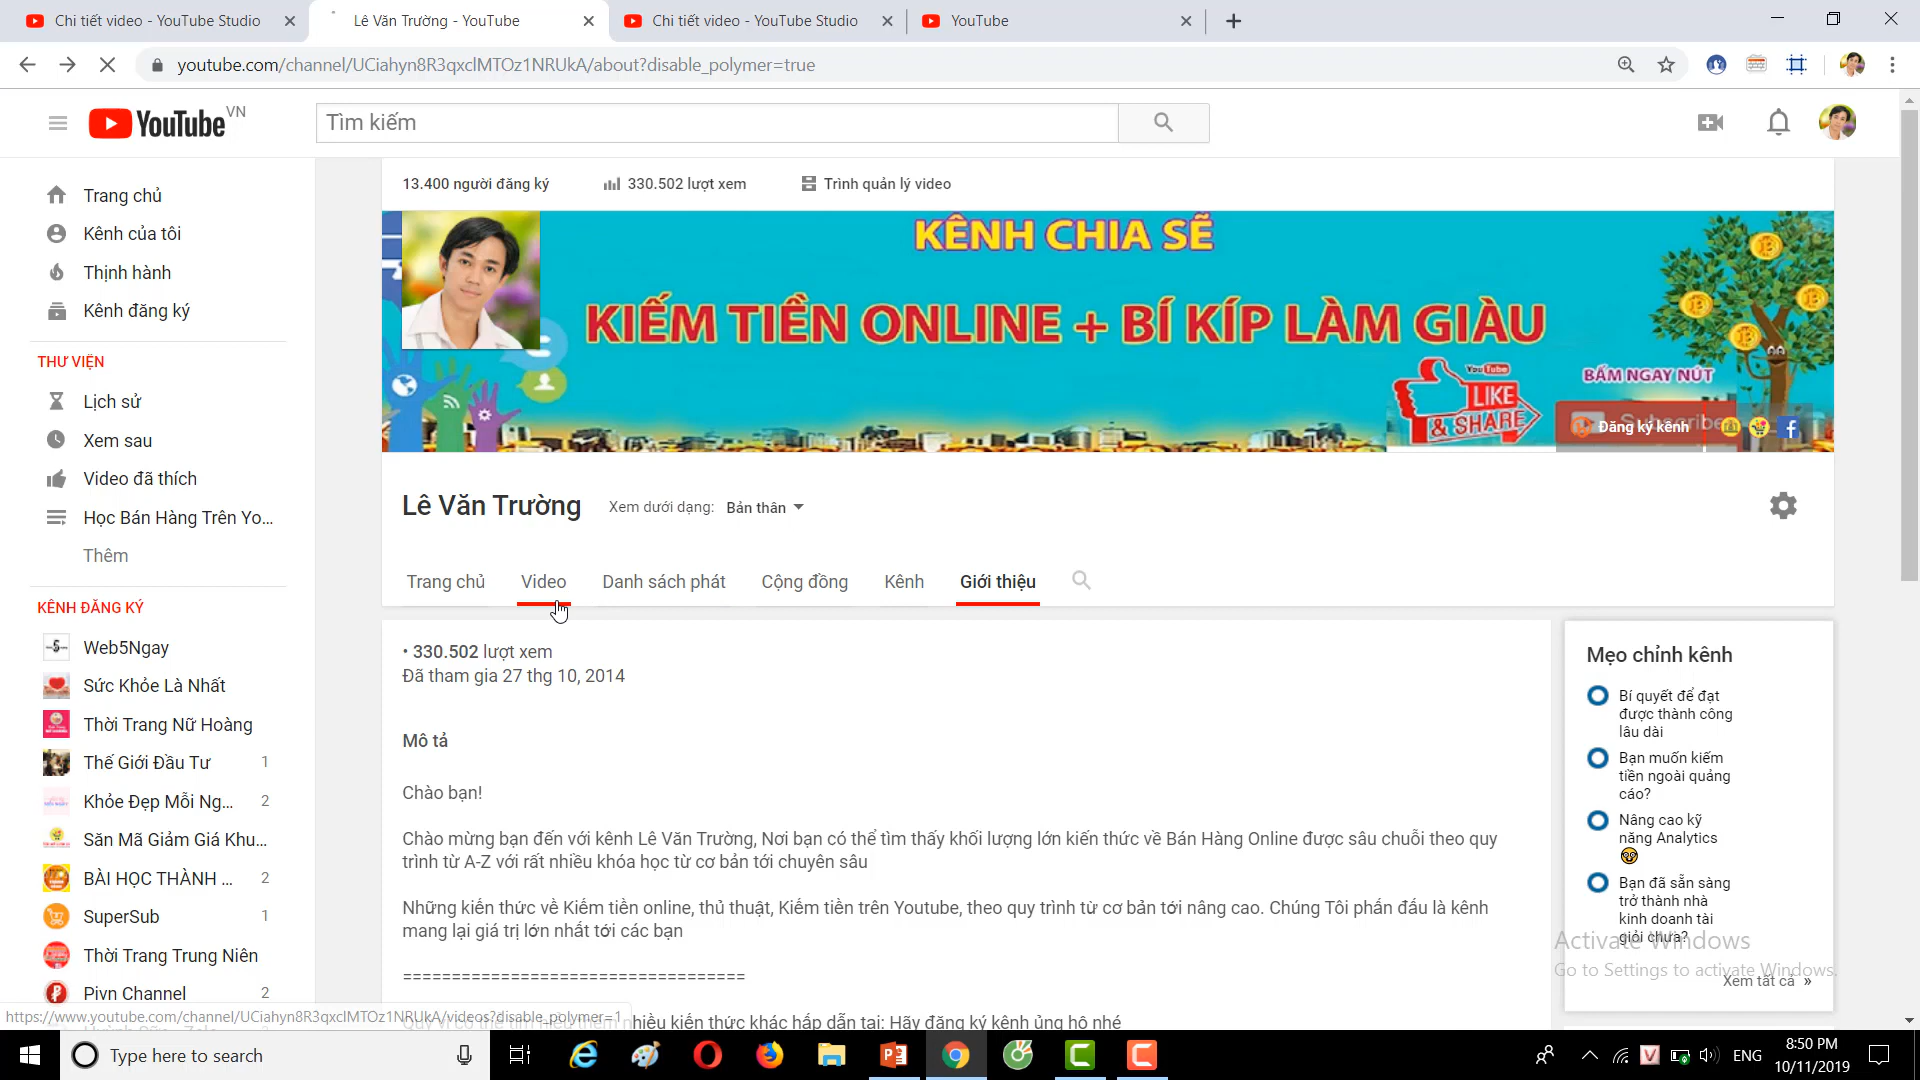 Chi tiết video - YouTube Studio
Lê Văn Trường - YouTube
Chi tiết video - YouTube Studio
YouTube
youtube.com/channel/UCiahyn8R3qxclMTOz1NRUkA/about?disable_polymer=true
YouTube VN
Tìm kiếm
Trang chủ
Kênh của tôi
Thịnh hành
Kênh đăng ký
THƯ VIỆN
Lịch sử
Xem sau
Video đã thích
Học Bán Hàng Trên Yo...
Thêm
KÊNH ĐĂNG KÝ
Web5Ngay
Sức Khỏe Là Nhất
Thời Trang Nữ Hoàng
Thế Giới Đầu Tư 1
Khỏe Đẹp Mỗi Ng... 2
Săn Mã Giảm Giá Khu...
BÀI HỌC THÀNH ... 2
SuperSub 1
Thời Trang Trung Niên
Pivn Channel 2
13.400 người đăng ký
330.502 lượt xem
Trình quản lý video
KÊNH CHIA SẼ
KIẾM TIỀN ONLINE + BÍ KÍP LÀM GIÀU
YouTube
LIKE
& SHARE
BẤM NGAY NÚT
Subscribe
Đăng ký kênh
Lê Văn Trường
Xem dưới dạng: Bản thân
Trang chủ
Video
Danh sách phát
Cộng đồng
Kênh
Giới thiệu
• 330.502 lượt xem
Đã tham gia 27 thg 10, 2014
Mô tả
Chào bạn!
Chào mừng bạn đến với kênh Lê Văn Trường, Nơi bạn có thể tìm thấy khối lượng lớn kiến thức về Bán Hàng Online được sâu chuỗi theo quy
trình từ A-Z với rất nhiều khóa học từ cơ bản tới chuyên sâu
Những kiến thức về Kiếm tiền online, thủ thuật, Kiếm tiền trên Youtube, theo quy trình từ cơ bản tới nâng cao. Chúng Tôi phấn đấu là kênh
mang lại giá trị lớn nhất tới các bạn
===================================
nhiều kiến thức khác hấp dẫn tại: Hãy đăng ký kênh ủng hộ nhé
Mẹo chỉnh kênh
Bí quyết để đạt
được thành công
lâu dài
Bạn muốn kiếm
tiền ngoài quảng
cáo?
Nâng cao kỹ
năng Analytics
Bạn đã sẵn sàng
trở thành nhà
kinh doanh tài
giỏi chưa?
Xem tất cả »
Activate Windows
Go to Settings to activate Windows.
https://www.youtube.com/channel/UCiahyn8R3qxclMTOz1NRUkA/videos?disable_polymer=1
Type here to search
ENG
8:50 PM
10/11/2019